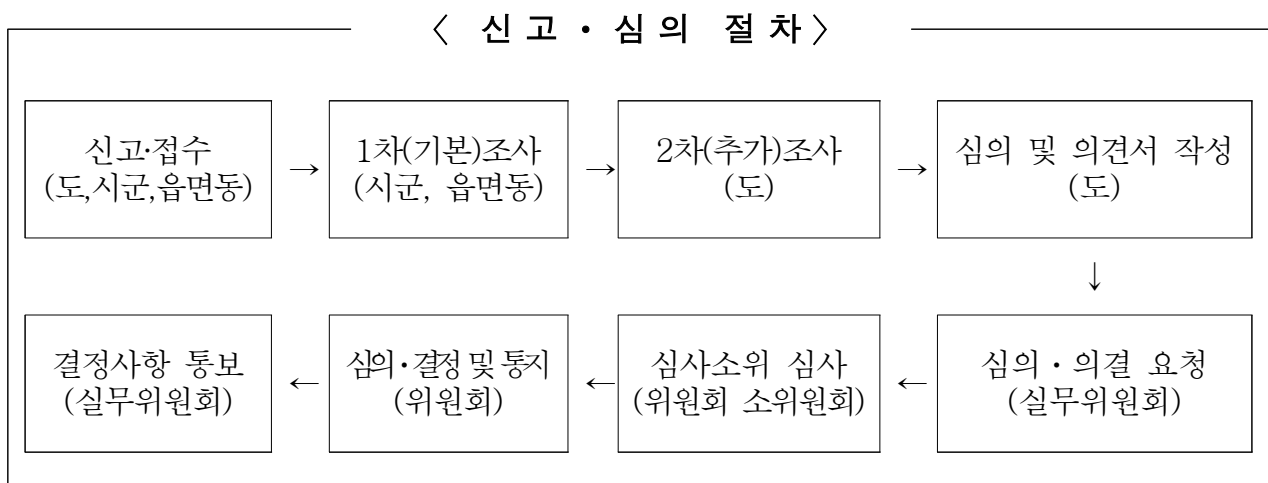 〈 신고・심의 절차〉
신고·접수
(도,시군,읍면동)
→
1차(기본)조사
(시군, 읍면동)
→
2차(추가)조사
(도)
→
심의 및 의견서 작성
(도)
↓
심의・의결 요청
(실무위원회)
←
심사소위 심사
(위원회 소위원회)
←
심의・결정 및 통지
(위원회)
←
결정사항 통보
(실무위원회)